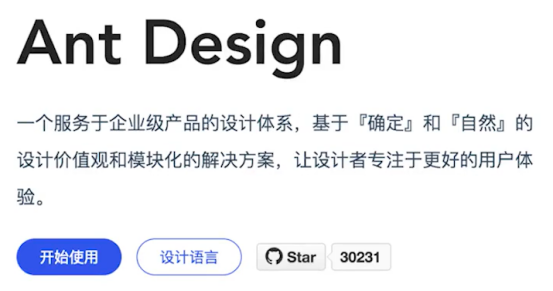 Ant Design
一个服务于企业级产品的设计体系，基于『确定』和『自然』的
设计价值观和模块化的解决方案，让设计者专注于更好的用户体
验。
开始使用 设计语言 Star 30231